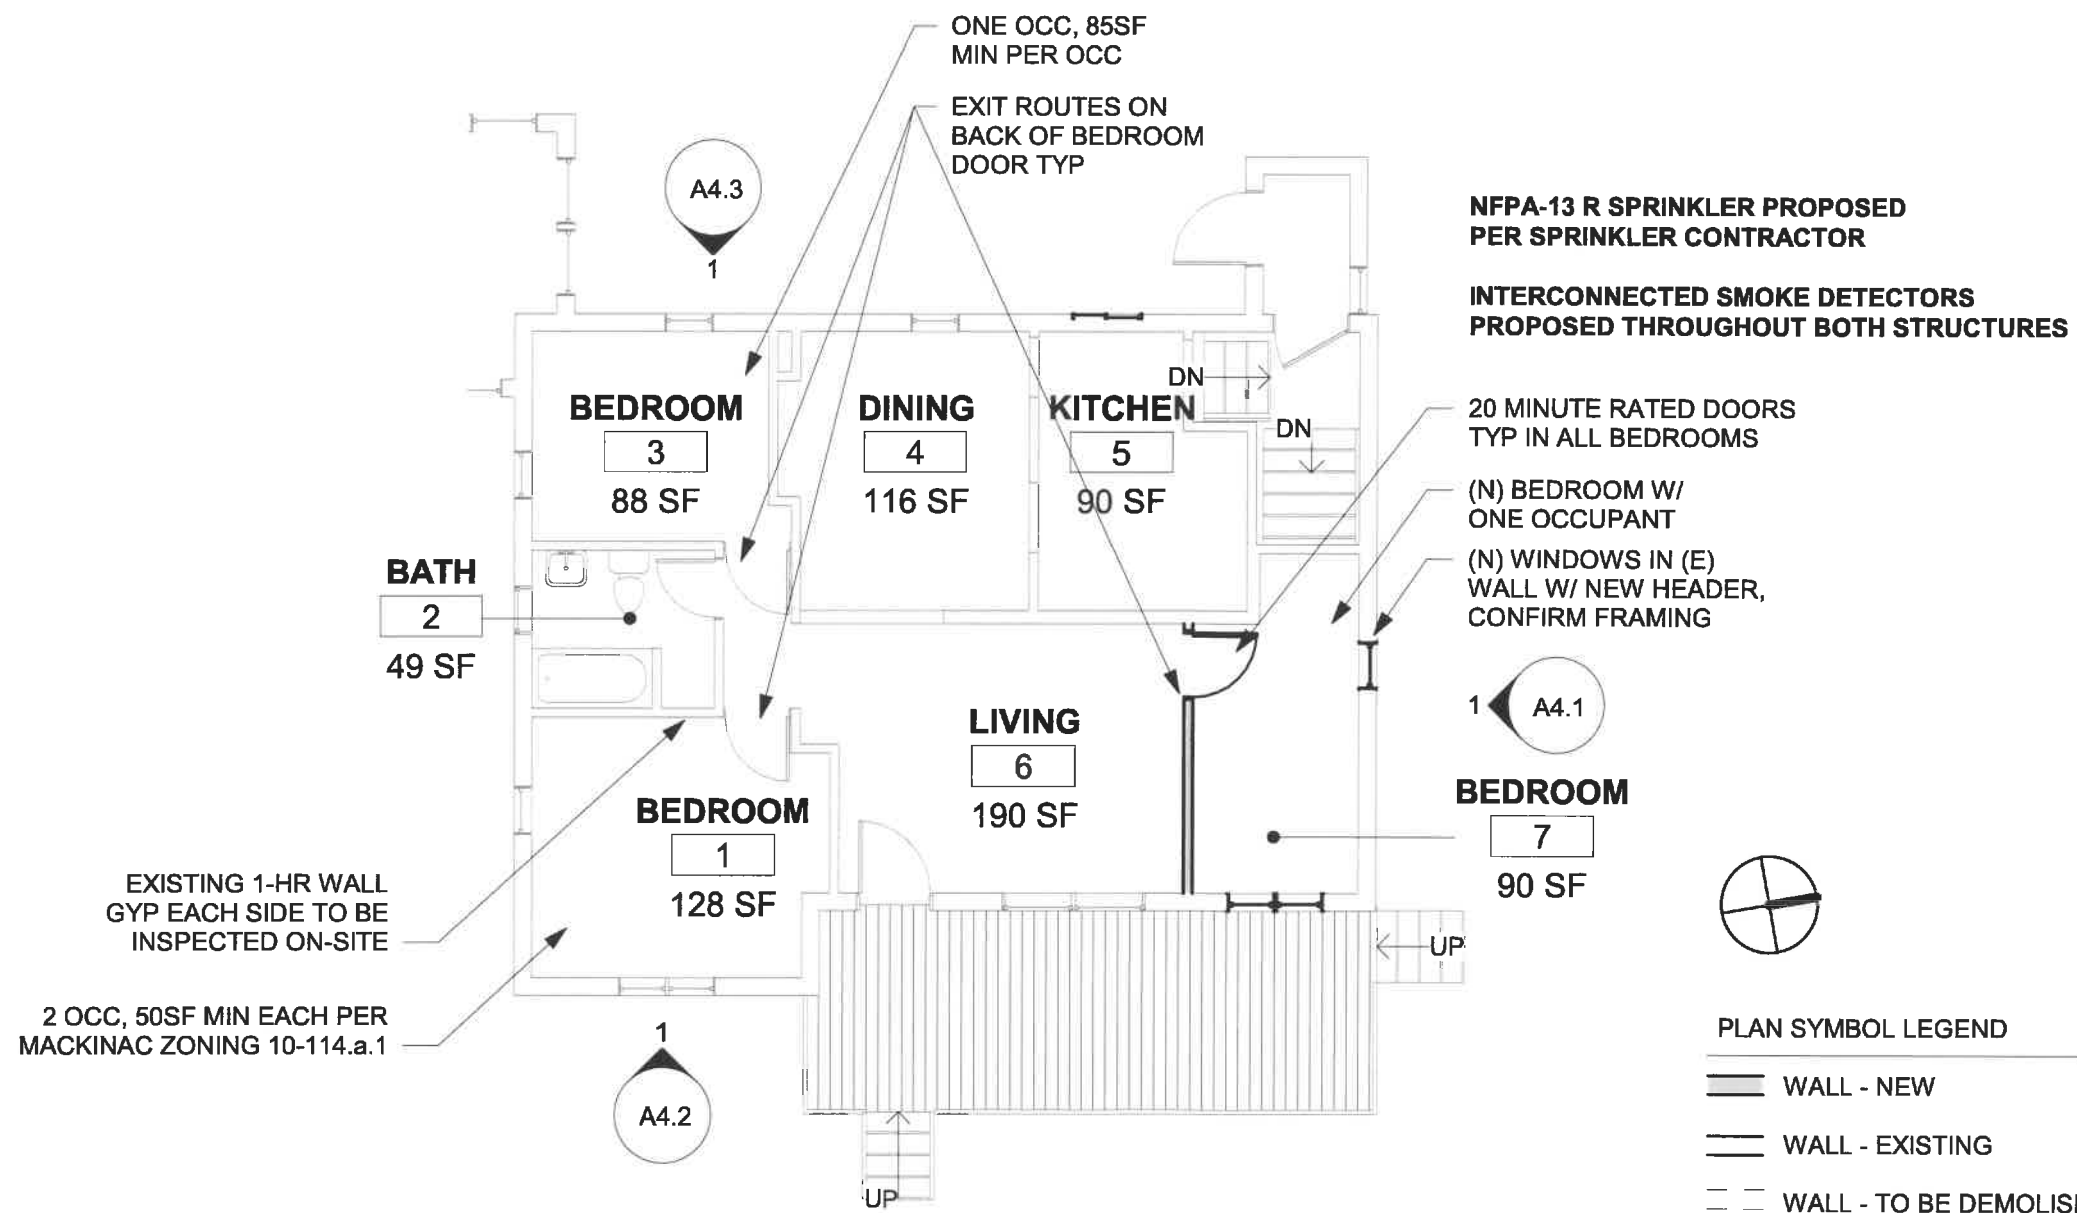 ONE OCC, 85SF
MIN PER OCC
EXIT ROUTES ON
BACK OF BEDROOM
DOOR TYP
A4.3
1
NFPA-13 R SPRINKLER PROPOSED
PER SPRINKLER CONTRACTOR
INTERCONNECTED SMOKE DETECTORS
PROPOSED THROUGHOUT BOTH STRUCTURES
BEDROOM
3
88 SF
DINING
4
116 SF
KITCHEN
5
90 SF
DN
DN
20 MINUTE RATED DOORS
TYP IN ALL BEDROOMS
(N) BEDROOM W/
ONE OCCUPANT
(N) WINDOWS IN (E)
WALL W/ NEW HEADER,
CONFIRM FRAMING
BATH
2
49 SF
1
A4.1
LIVING
6
190 SF
BEDROOM
7
90 SF
BEDROOM
1
128 SF
EXISTING 1-HR WALL
GYP EACH SIDE TO BE
INSPECTED ON-SITE
2 OCC, 50SF MIN EACH PER
MACKINAC ZONING 10-114.a.1
UP
1
A4.2
UP
PLAN SYMBOL LEGEND
WALL - NEW
WALL - EXISTING
WALL - TO BE